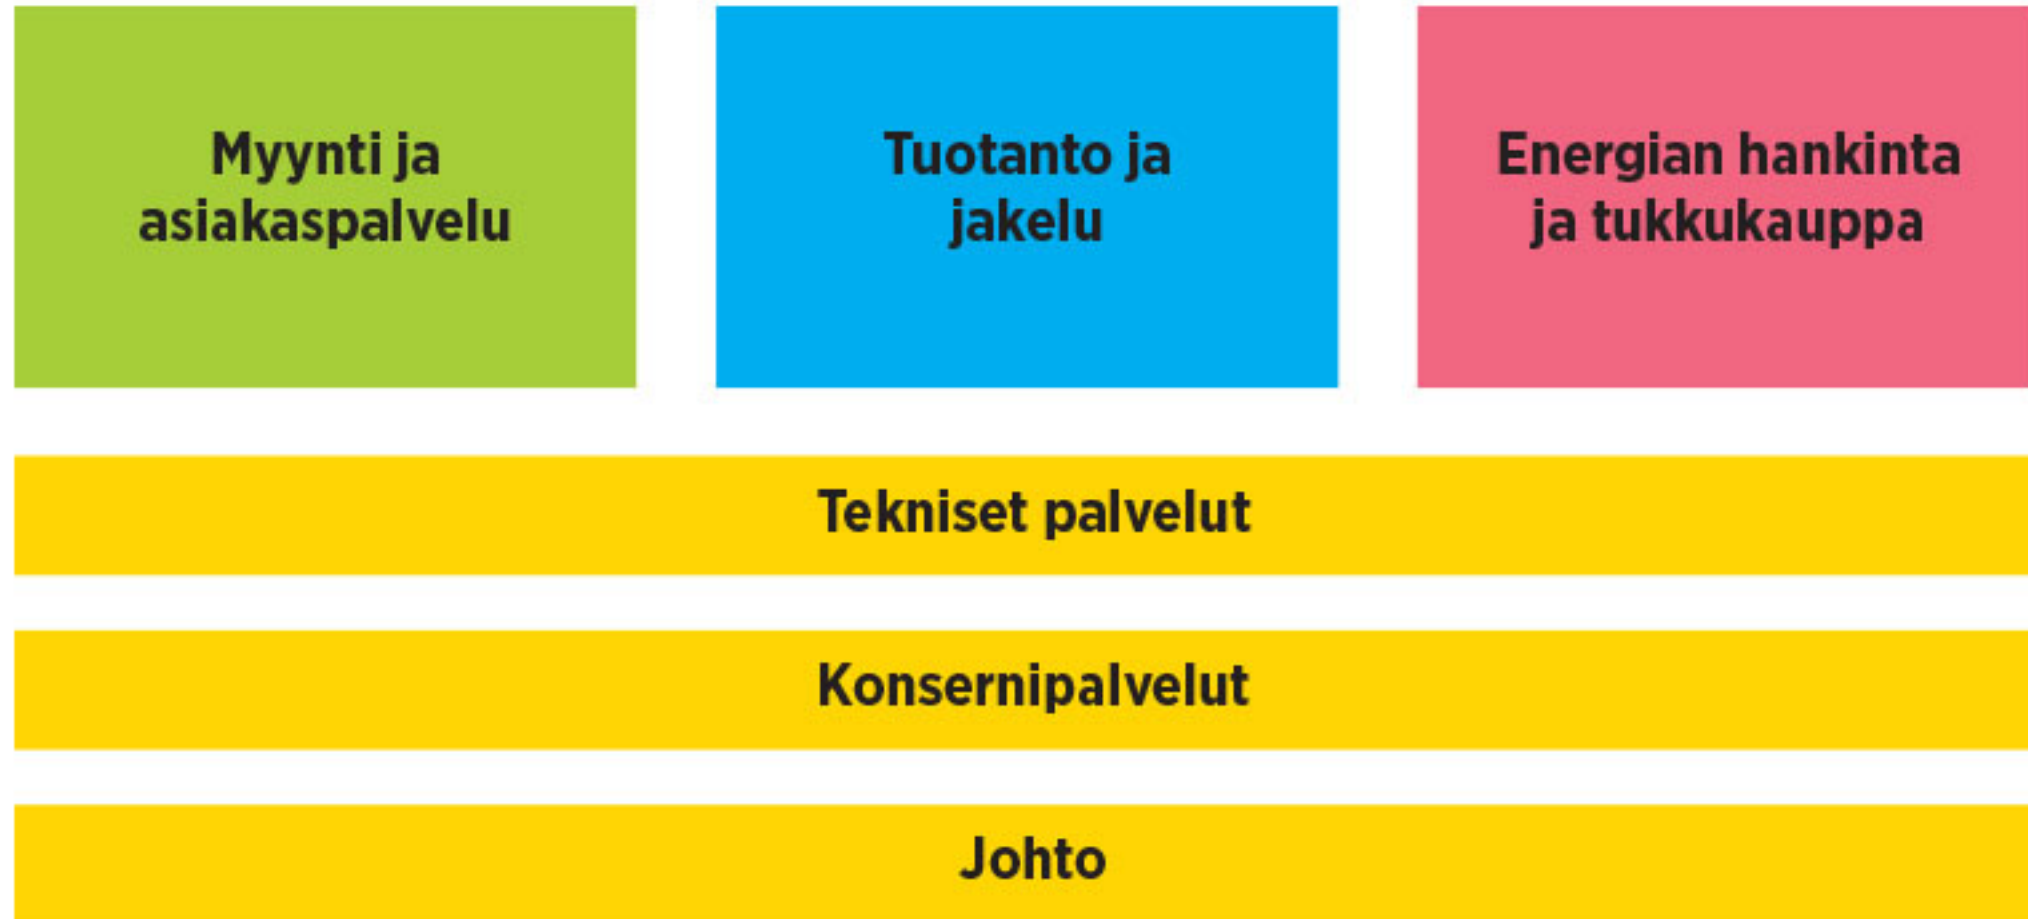 Myynti ja
asiakaspalvelu
Tuotanto ja
jakelu
Energian hankinta
ja tukkukauppa
Tekniset palvelut
Konsernipalvelut
Johto